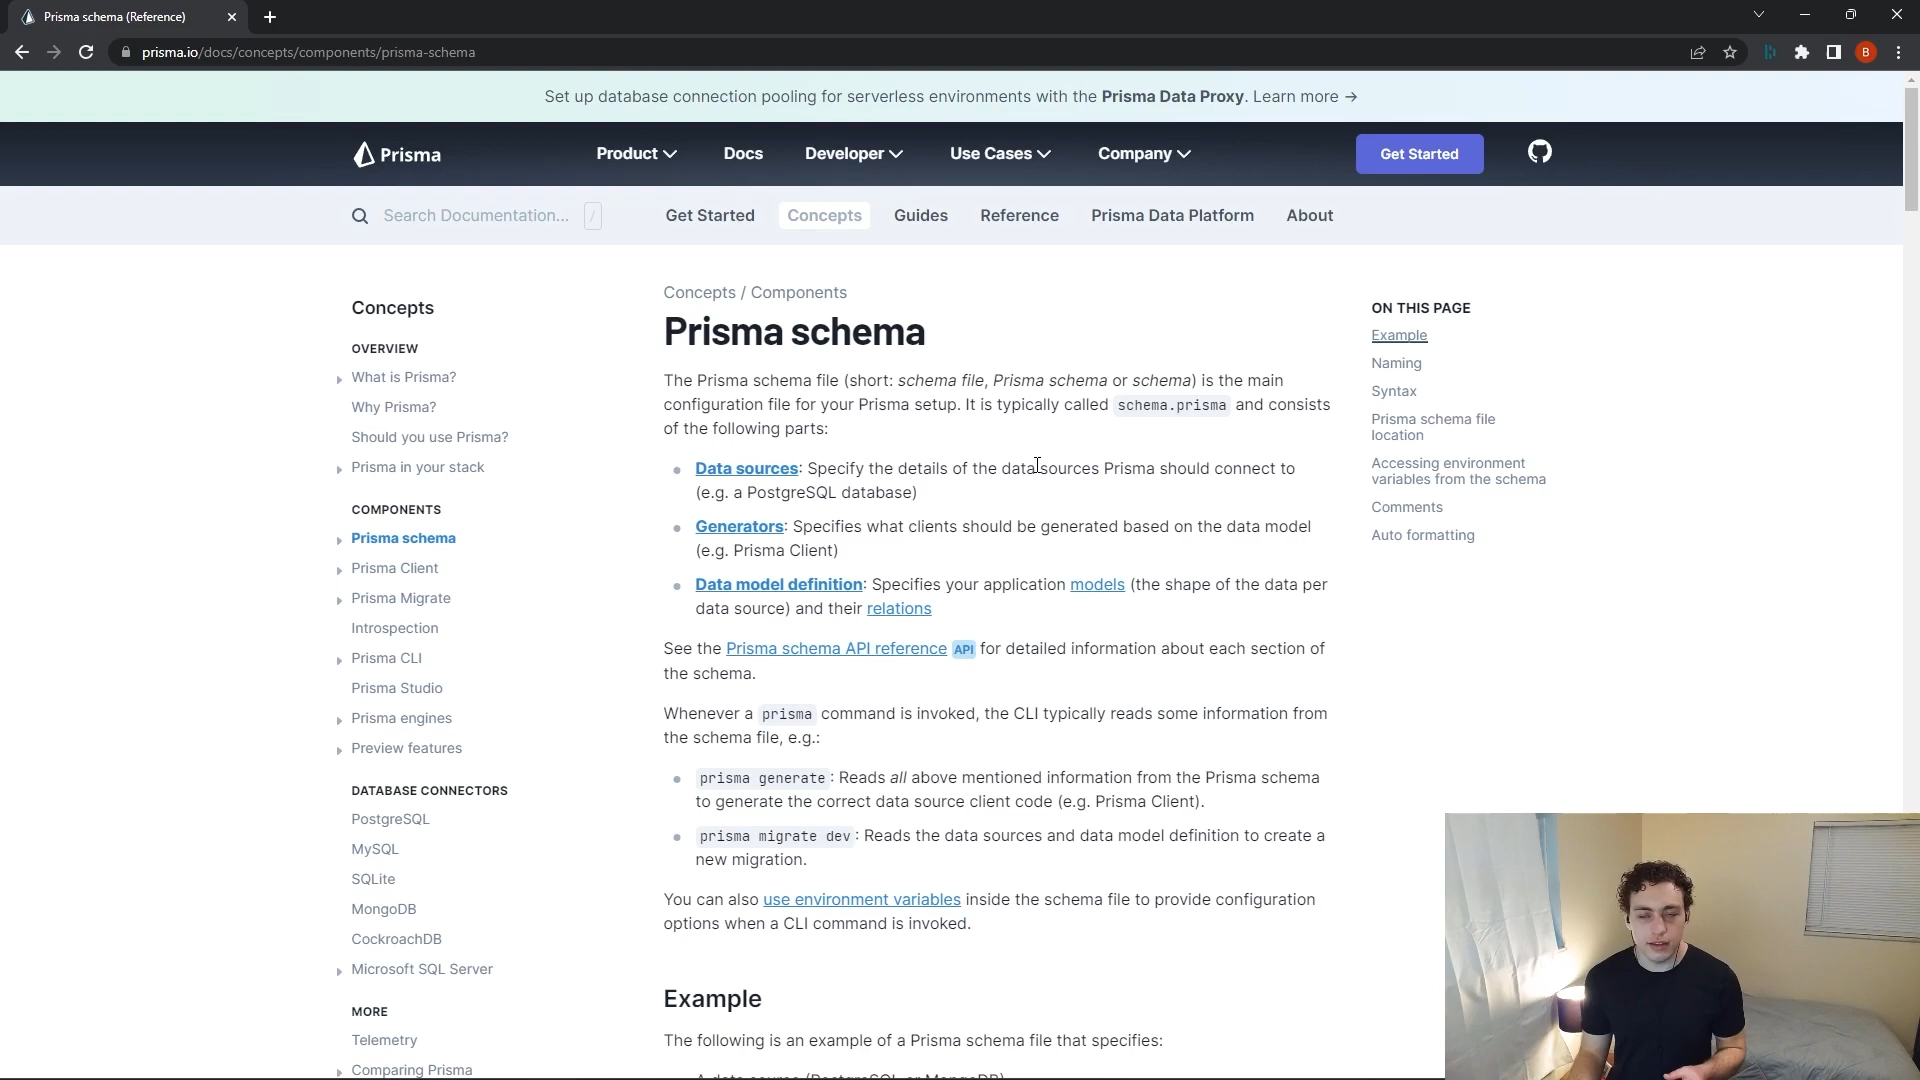 Prisma schema (Reference)
prisma.io/docs/concepts/components/prisma-schema
B
Set up database connection pooling for serverless environments with the Prisma Data Proxy. Learn more →
Prisma
Product
Docs
Developer
Use Cases
Company
Get Started
Search Documentation... /
Get Started
Concepts
Guides
Reference
Prisma Data Platform
About
Concepts
OVERVIEW
What is Prisma?
Why Prisma?
Should you use Prisma?
Prisma in your stack
COMPONENTS
Prisma schema
Prisma Client
Prisma Migrate
Introspection
Prisma CLI
Prisma Studio
Prisma engines
Preview features
DATABASE CONNECTORS
PostgreSQL
MySQL
SQLite
MongoDB
CockroachDB
Microsoft SQL Server
MORE
Telemetry
Comparing Prisma
Concepts / Components
Prisma schema
The Prisma schema file (short: schema file, Prisma schema or schema) is the main
configuration file for your Prisma setup. It is typically called schema.prisma and consists
of the following parts:
Data sources: Specify the details of the data sources Prisma should connect to
(e.g. a PostgreSQL database)
Generators: Specifies what clients should be generated based on the data model
(e.g. Prisma Client)
Data model definition: Specifies your application models (the shape of the data per
data source) and their relations
See the Prisma schema API reference API for detailed information about each section of
the schema.
Whenever a prisma command is invoked, the CLI typically reads some information from
the schema file, e.g.:
prisma generate: Reads all above mentioned information from the Prisma schema
to generate the correct data source client code (e.g. Prisma Client).
prisma migrate dev: Reads the data sources and data model definition to create a
new migration.
You can also use environment variables inside the schema file to provide configuration
options when a CLI command is invoked.
Example
The following is an example of a Prisma schema file that specifies:
A data source (PostgreSQL or MongoDB)
ON THIS PAGE
Example
Naming
Syntax
Prisma schema file
location
Accessing environment
variables from the schema
Comments
Auto formatting